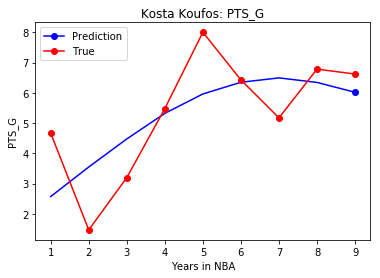 Kosta Koufos: PTS_G
Prediction
True
8
7
6
5
4
3
2
PTS_G
1 2 3 4 5 6 7 8 9
Years in NBA